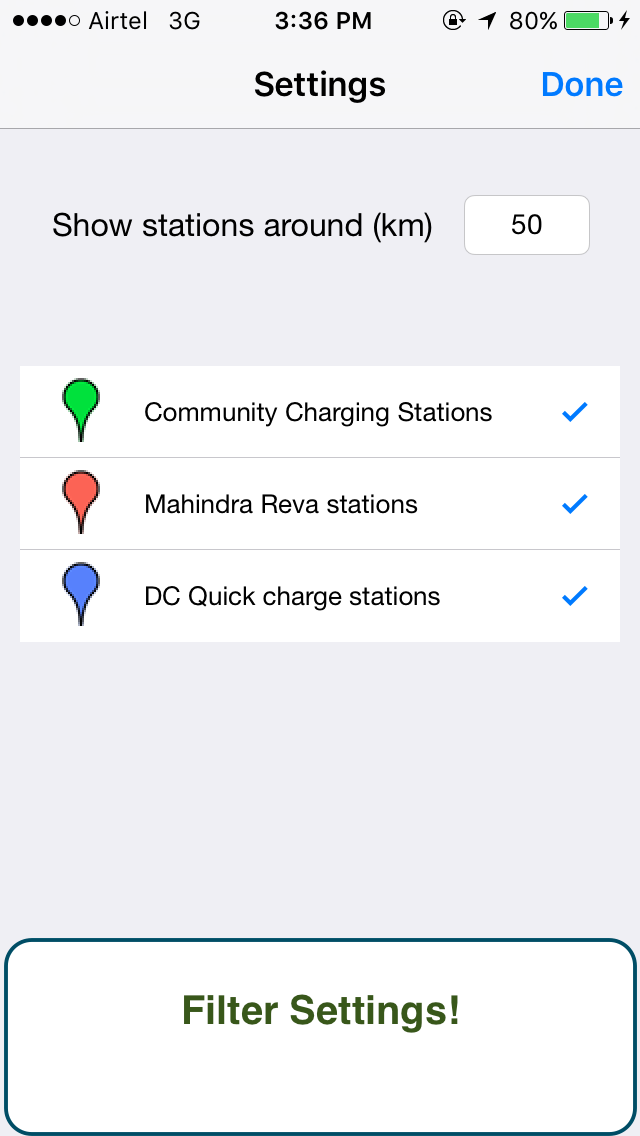 Airtel 3G 3:36 PM 80%
Settings Done
Show stations around (km) 50
Community Charging Stations
Mahindra Reva stations
DC Quick charge stations
Filter Settings!